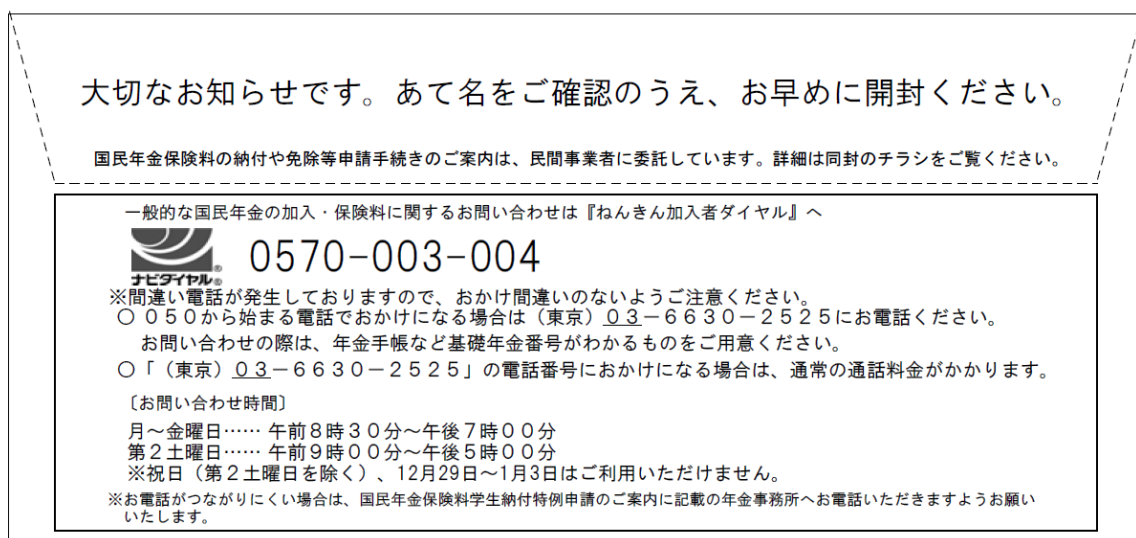 大切なお知らせです。あて名をご確認のうえ、お早めに開封ください。
国民年金保険料の納付や免除等申請手続きのご案内は、民間事業者に委託しています。詳細は同封のチラシをご覧ください。
一般的な国民年金の加入・保険料に関するお問い合わせは『ねんきん加入者ダイヤル』へ
ナビダイヤル® ® 0570-003-004
※間違い電話が発生しておりますので、おかけ間違いのないようご注意ください。
○ ０５０から始まる電話でおかけになる場合は（東京）０３－６６３０－２５２５にお電話ください。
お問い合わせの際は、年金手帳など基礎年金番号がわかるものをご用意ください。
○「（東京）０３－６６３０－２５２５」の電話番号におかけになる場合は、通常の通話料金がかかります。
〔お問い合わせ時間〕
月～金曜日…… 午前８時３０分～午後７時００分
第２土曜日…… 午前９時００分～午後５時００分
※祝日（第２土曜日を除く）、12月29日～1月3日はご利用いただけません。
※お電話がつながりにくい場合は、国民年金保険料学生納付特例申請のご案内に記載の年金事務所へお電話いただきますようお願い
いたします。